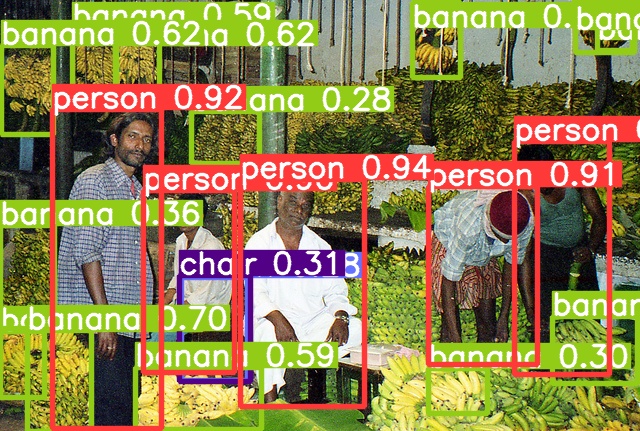 banana 0.59
banana 0.
bana
banana 0.62
a 0.62
person 0.92
ana 0.28
person
person 0.94
person 0.91
person
banana 0.36
chair 0.31
banana 0.70
banana 0.59
banana 0.30
banan